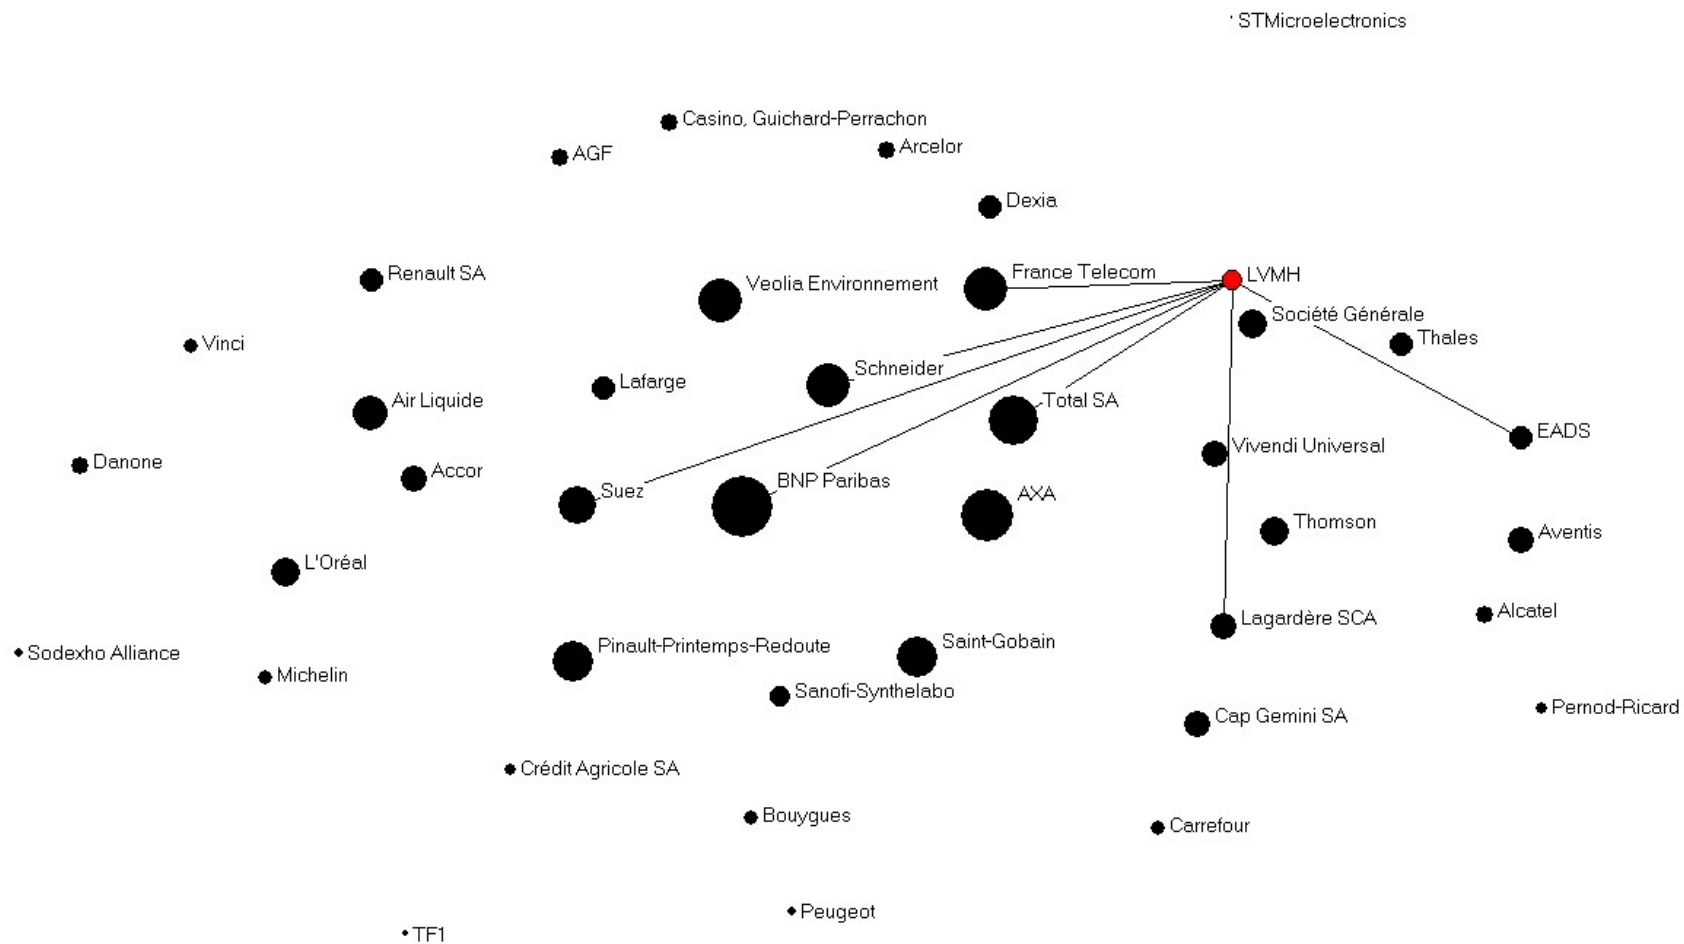 STMicroelectronics
Casino, Guichard-Perrachon
Arcelor
AGF
Dexia
Renault SA
Veolia Environnement
France Telecom
LVMH
Société Générale
Thales
Vinci
Lafarge
Schneider
Air Liquide
Total SA
EADS
Vivendi Universal
Danone
Accor
Suez
BNP Paribas
AXA
Thomson
Aventis
L'Oréal
Alcatel
Lagardère SCA
Sodexho Alliance
Pinault-Printemps-Redoute
Saint-Gobain
Michelin
Sanofi-Synthelabo
Pernod-Ricard
Cap Gemini SA
Crédit Agricole SA
Bouygues
Carrefour
Peugeot
TF1